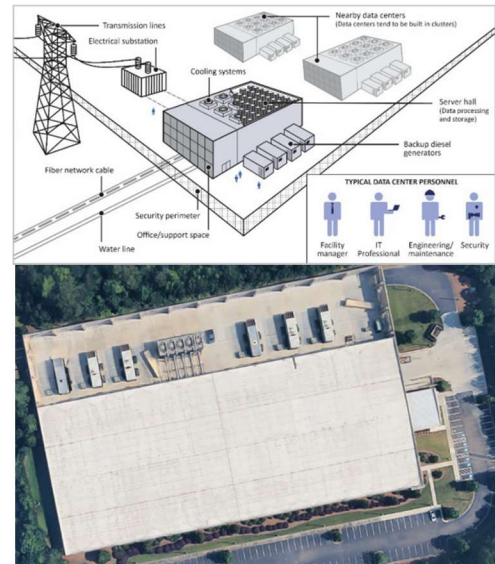 Transmission lines
Electrical substation
Nearby data centers
(Data centers tend to be built in clusters)
Cooling systems
Server hall
(Data processing
and storage)
Backup diesel
generators
Fiber network cable
Security perimeter
Office/support space
Water line
TYPICAL DATA CENTER PERSONNEL
Facility
manager
IT
Professional
Engineering/
maintenance
Security